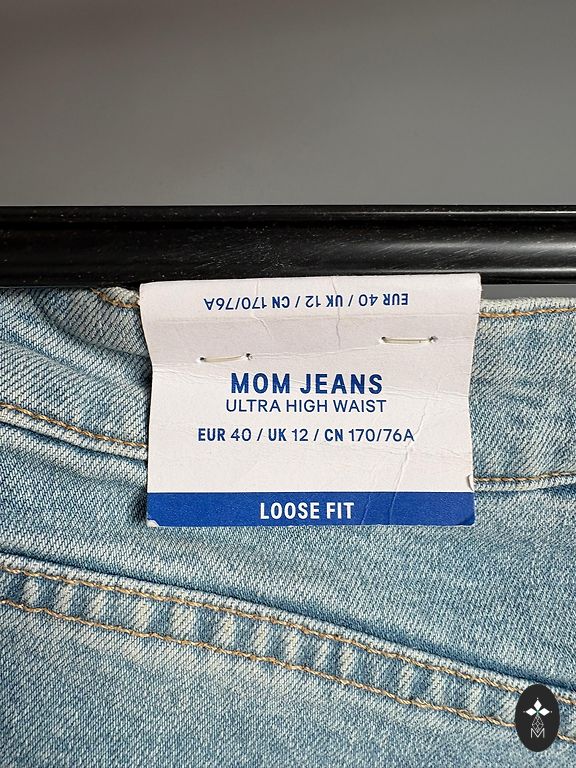 EUR 40 / UK 12 / CN 170/76A
MOM JEANS
ULTRA HIGH WAIST
EUR 40 / UK 12 / CN 170/76A
LOOSE FIT
M